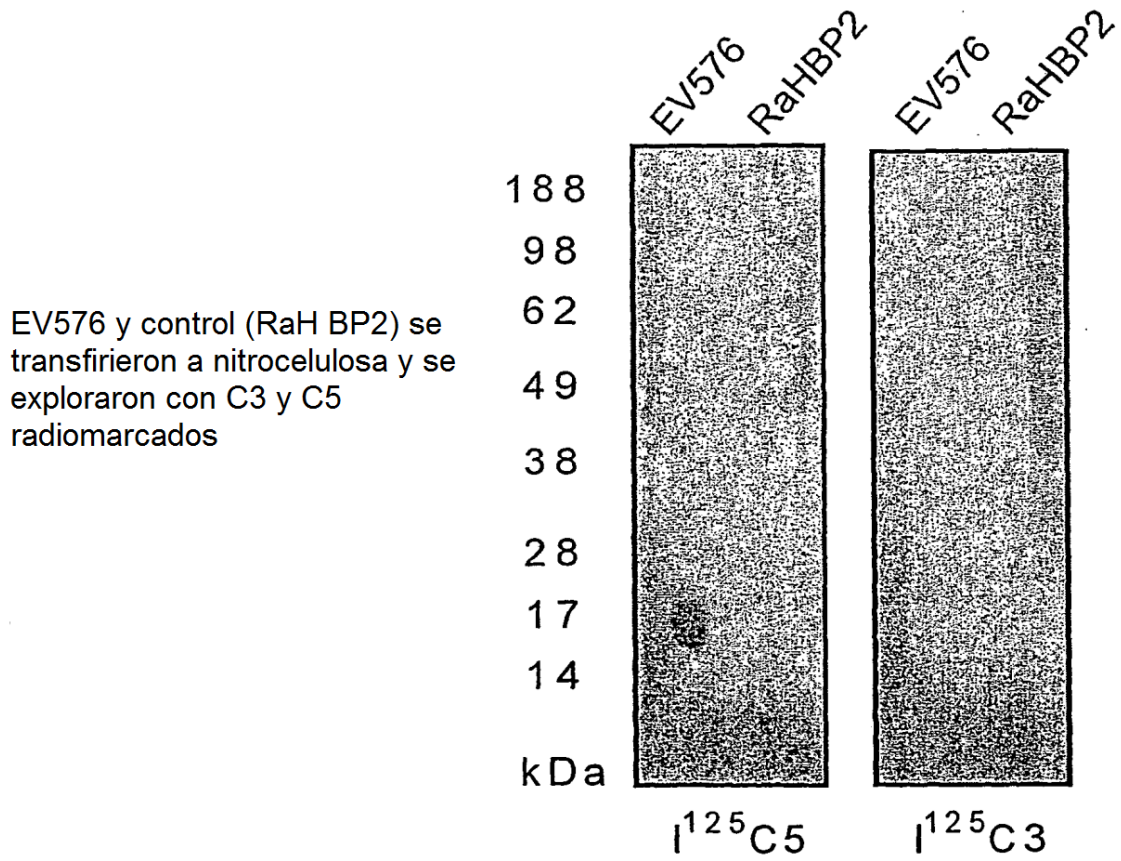 EV576 RaHBP2 EV576 RaHBP2
188
98
62
49
38
28
17
14
kDa
EV576 y control (RaH BP2) se
transfirieron a nitrocelulosa y se
exploraron con C3 y C5
radiomarcados
I¹²⁵C5 I¹²⁵C3